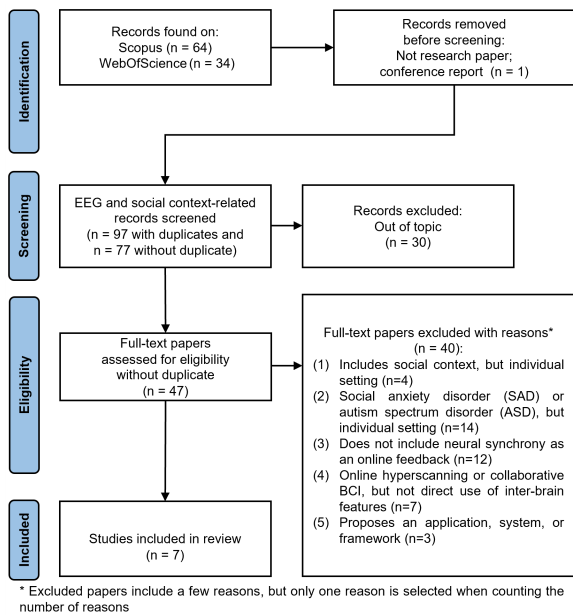 Identification
Records found on:
Scopus (n = 64)
WebOfScience (n = 34)
Records removed
before screening:
Not research paper;
conference report (n = 1)
Screening
EEG and social context-related
records screened
(n = 97 with duplicates and
n = 77 without duplicate)
Records excluded:
Out of topic
(n = 30)
Eligibility
Full-text papers
assessed for eligibility
without duplicate
(n = 47)
Full-text papers excluded with reasons*
(n = 40):
(1) Includes social context, but individual
setting (n=4)
(2) Social anxiety disorder (SAD) or
autism spectrum disorder (ASD), but
individual setting (n=14)
(3) Does not include neural synchrony as
an online feedback (n=12)
(4) Online hyperscanning or collaborative
BCI, but not direct use of inter-brain
features (n=7)
(5) Proposes an application, system, or
framework (n=3)
Included
Studies included in review
(n = 7)
* Excluded papers include a few reasons, but only one reason is selected when counting the
number of reasons